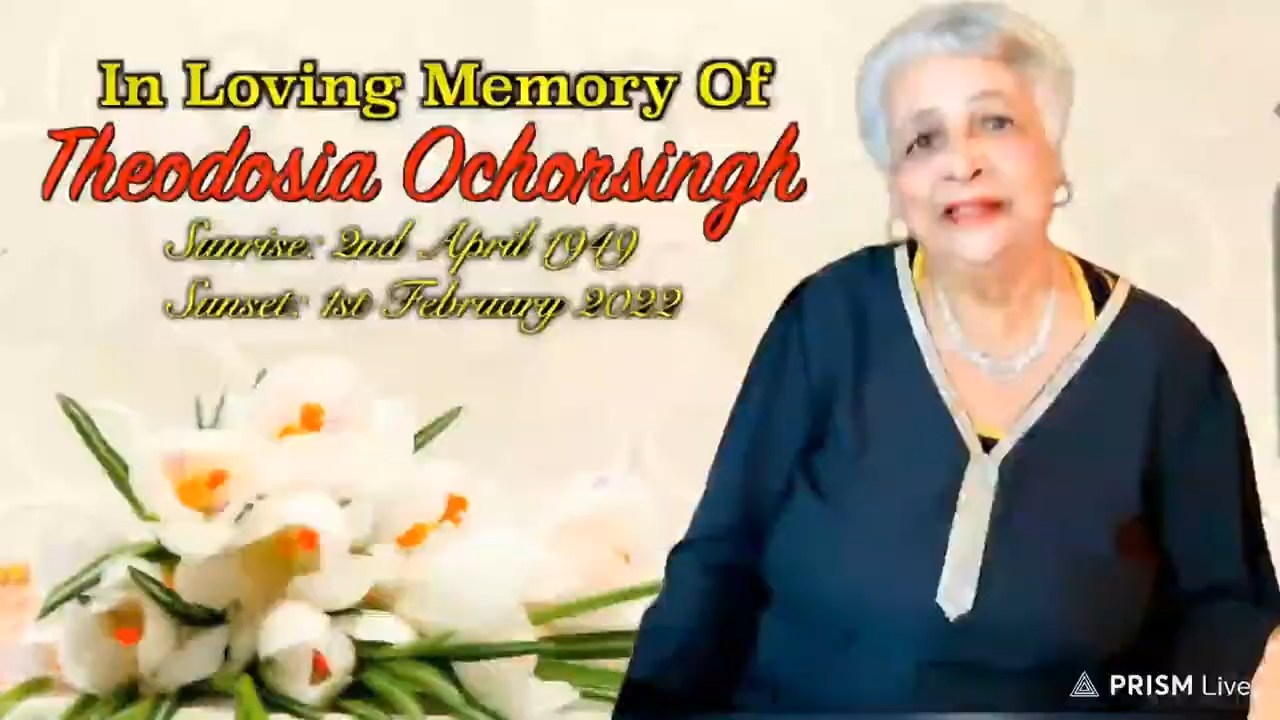 In Loving Memory Of
Theodosia Ochorsingh
Sunrise: 2nd April 1949
Sunset: 1st February 2022
PRISM Live